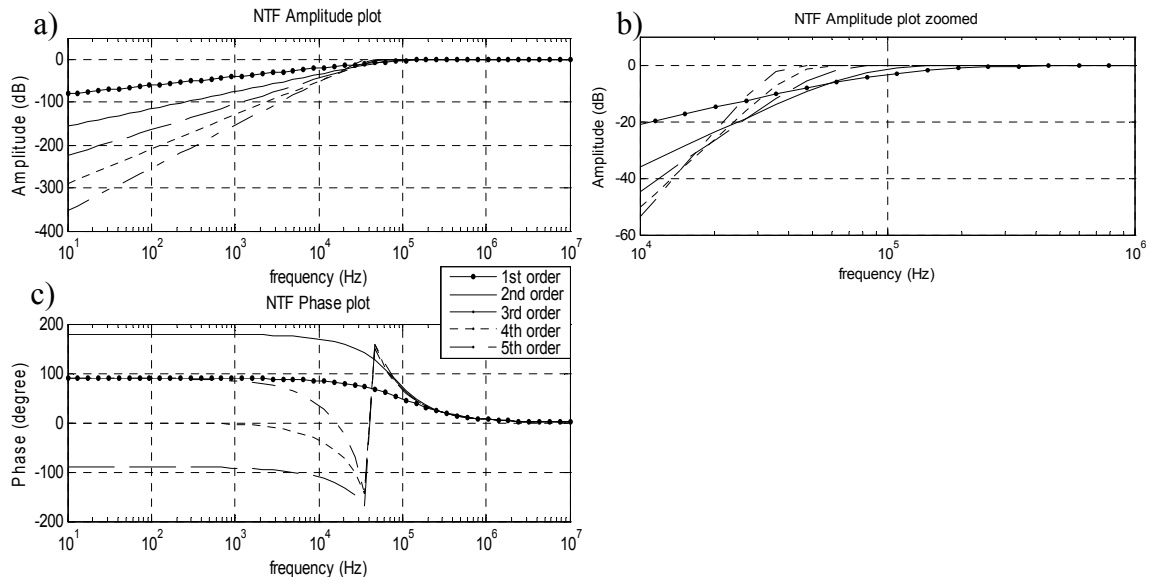 a)
NTF Amplitude plot
0
-100
-200
-300
-400
Amplitude (dB)
10^1 10^2 10^3 10^4 10^5 10^6 10^7
frequency (Hz)
b)
NTF Amplitude plot zoomed
0
-20
-40
-60
Amplitude (dB)
10^4 10^5 10^6
frequency (Hz)
c)
NTF Phase plot
1st order
2nd order
3rd order
4th order
5th order
200
100
0
-100
-200
Phase (degree)
10^1 10^2 10^3 10^4 10^5 10^6 10^7
frequency (Hz)